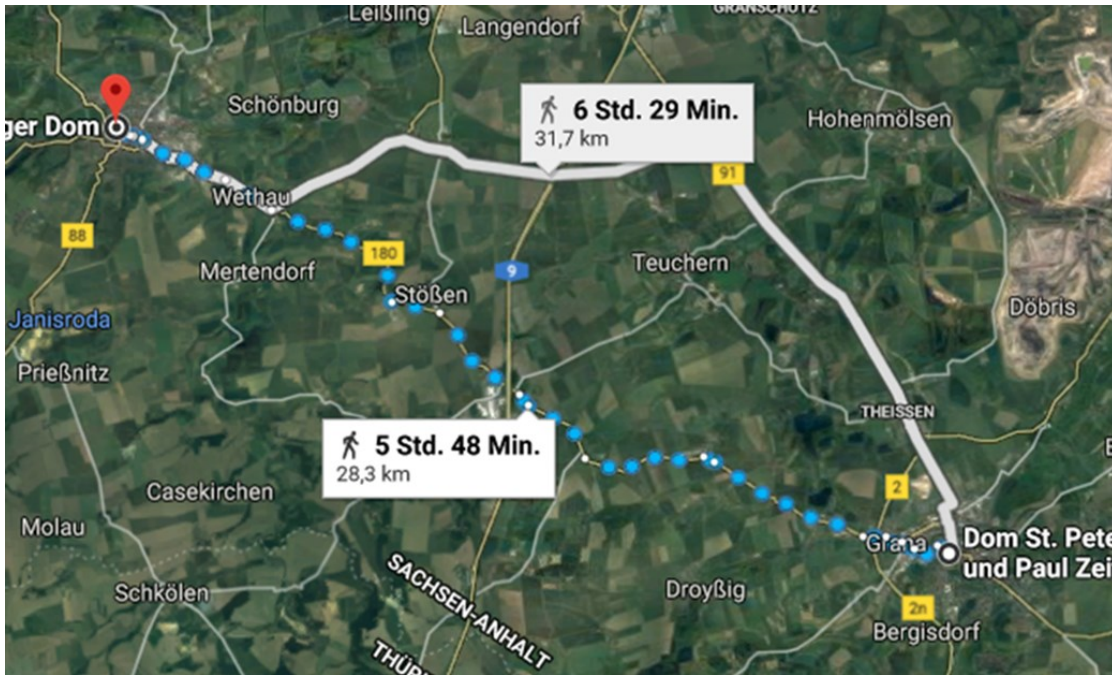 Leißling
GRANSCHÜTZ
Langendorf
Schönburg
6 Std. 29 Min.
31,7 km
Hohenmölsen
ger Dom
91
Wethau
88
180
Mertendorf
9
Teuchern
Stößen
Döbris
Janisroda
Prießnitz
THEISSEN
5 Std. 48 Min.
28,3 km
2
Casekirchen
Molau
Grana
Dom St. Pete
und Paul Zei
SACHSEN-ANHALT
Schkölen
Droyßig
2n
Bergisdorf
THÜR